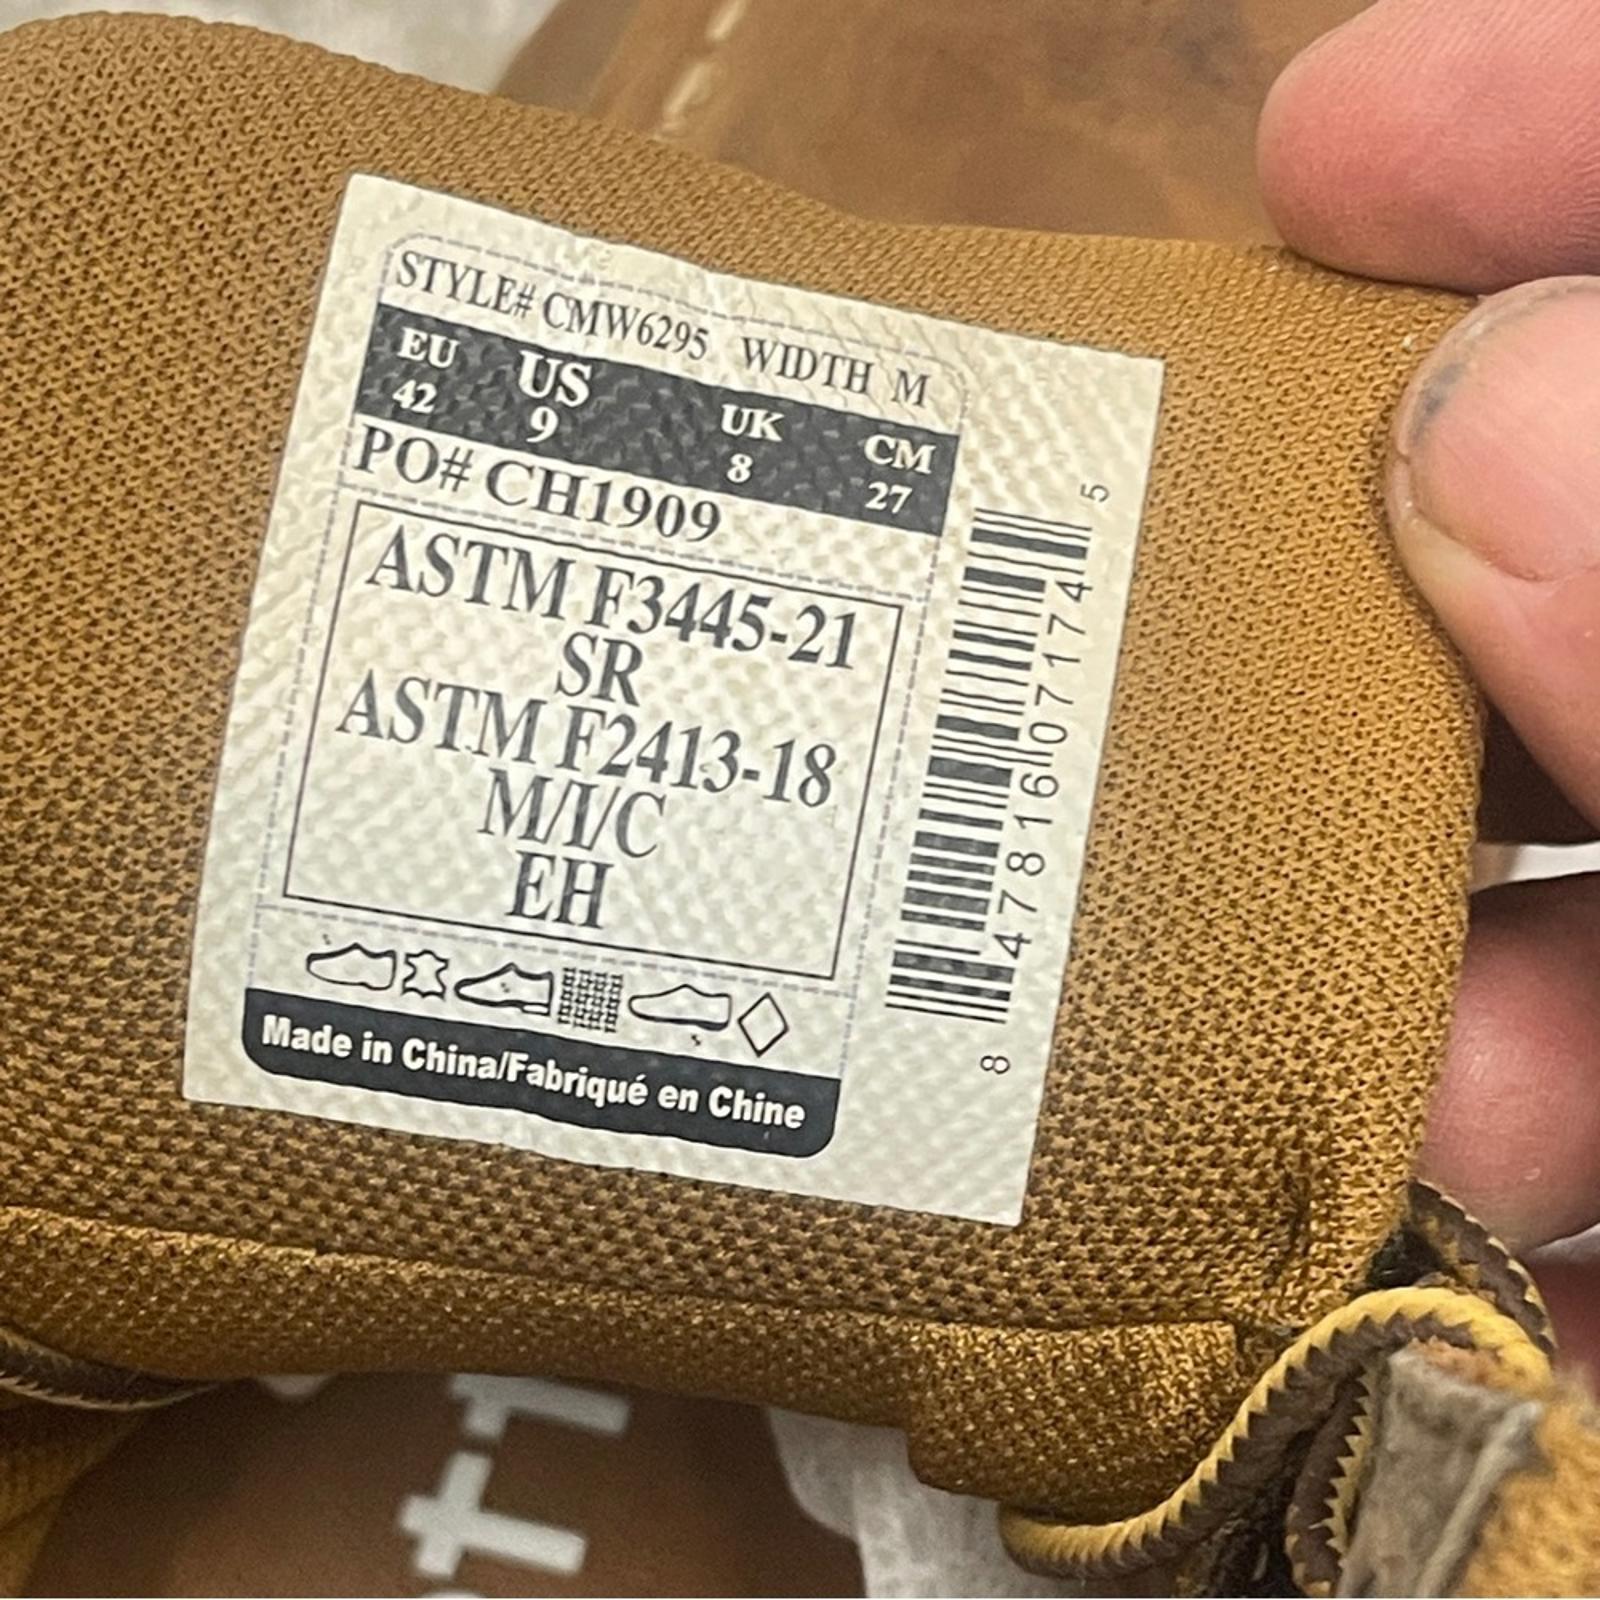 STYLE# CMW6295 WIDTH M
EU US UK CM
42 9 8 27
PO# CH1909
ASTM F3445-21
SR
ASTM F2413-18
M/I/C
EH
Made in China/Fabriqué en Chine
8 47816 07174 5